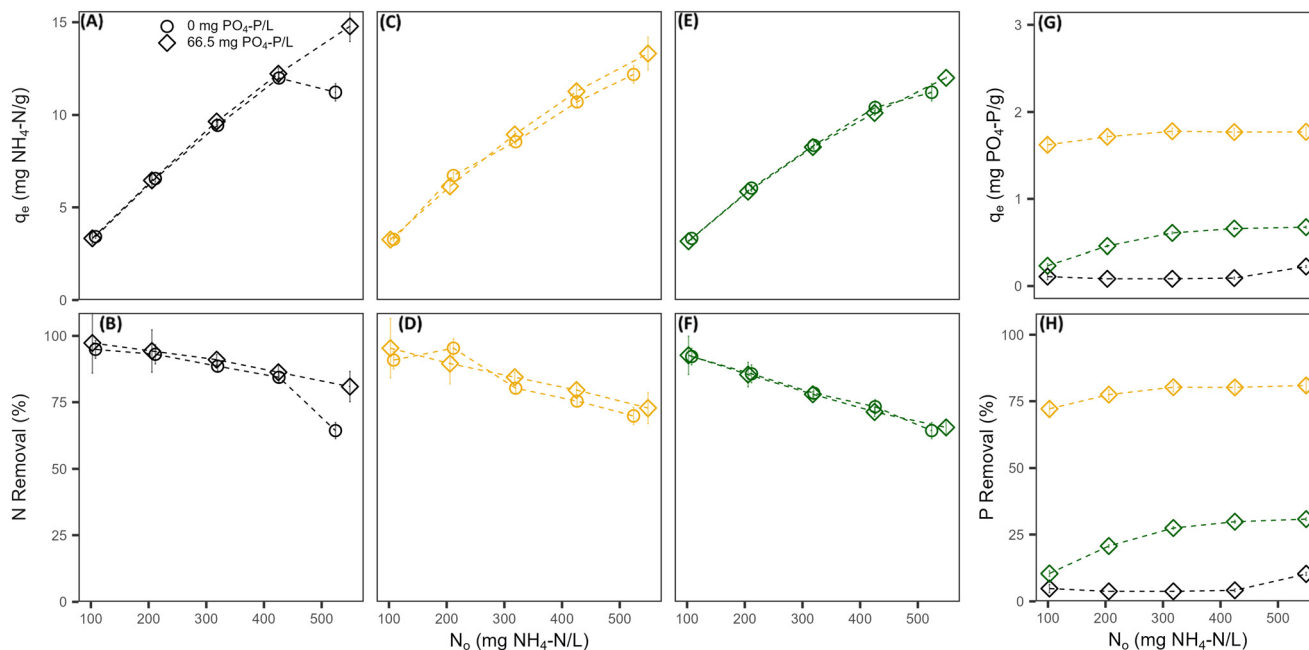 (A)
0 mg PO₄-P/L
66.5 mg PO₄-P/L
(C)
(E)
(G)
15
10
5
0
qₑ (mg NH₄-N/g)
3
2
1
0
qₑ (mg PO₄-P/g)
(B)
(D)
(F)
(H)
100
75
50
25
0
N Removal (%)
100
75
50
25
0
P Removal (%)
100 200 300 400 500
100 200 300 400 500
100 200 300 400 500
100 200 300 400 500
Nₒ (mg NH₄-N/L)
Nₒ (mg NH₄-N/L)